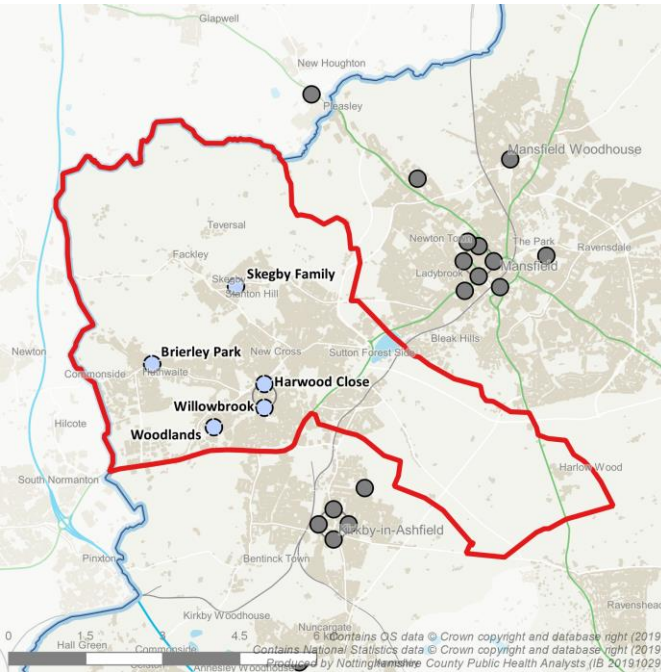 Glapwell
New Houghton
Pleasley
Mansfield Woodhouse
Teversal
Newton Town
The Park
Ravensdale
Fackley
Ladybrook
Mansfield
Skegby
Skegby Family
Stanton Hill
Bleak Hills
Newton
Brierley Park
New Cross
Sutton Forest Side
Commonside
Huthwaite
Harwood Close
Willowbrook
Hilcote
Woodlands
Harlow Wood
South Normanton
Kirkby-in-Ashfield
Pinxton
Bentinck Town
Kirkby Woodhouse
Ravenshead
Nuncargate
0 1.5 3 4.5 6
Contains OS data © Crown copyright and database right (2019
Hall Green
Contains National Statistics data © Crown copyright and database right (2019
Annesley Woodhouse
Produced by Nottinghamshire County Public Health Analysts (JB 2019100